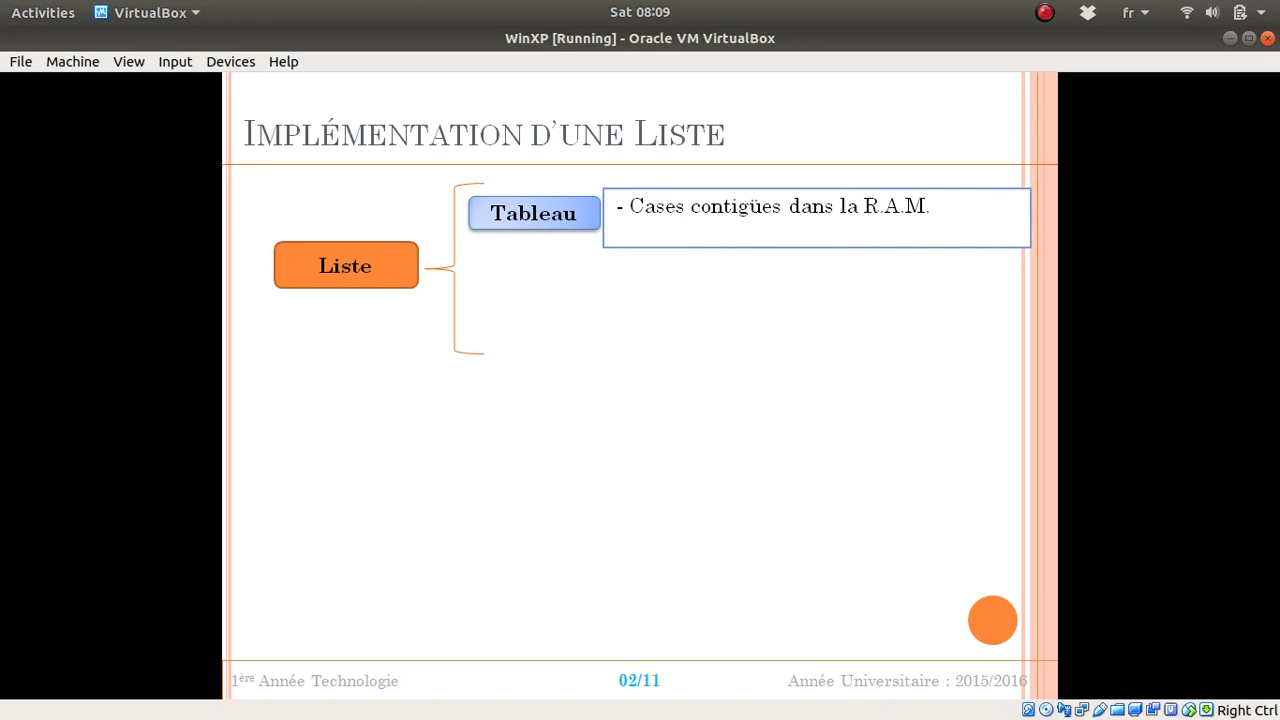 Activities VirtualBox Sat 08:09 fr
WinXP [Running] - Oracle VM VirtualBox
File Machine View Input Devices Help
IMPLÉMENTATION D'UNE LISTE
Tableau
- Cases contigües dans la R.A.M.
Liste
1ère Année Technologie 02/11 Année Universitaire : 2015/2016
Right Ctrl